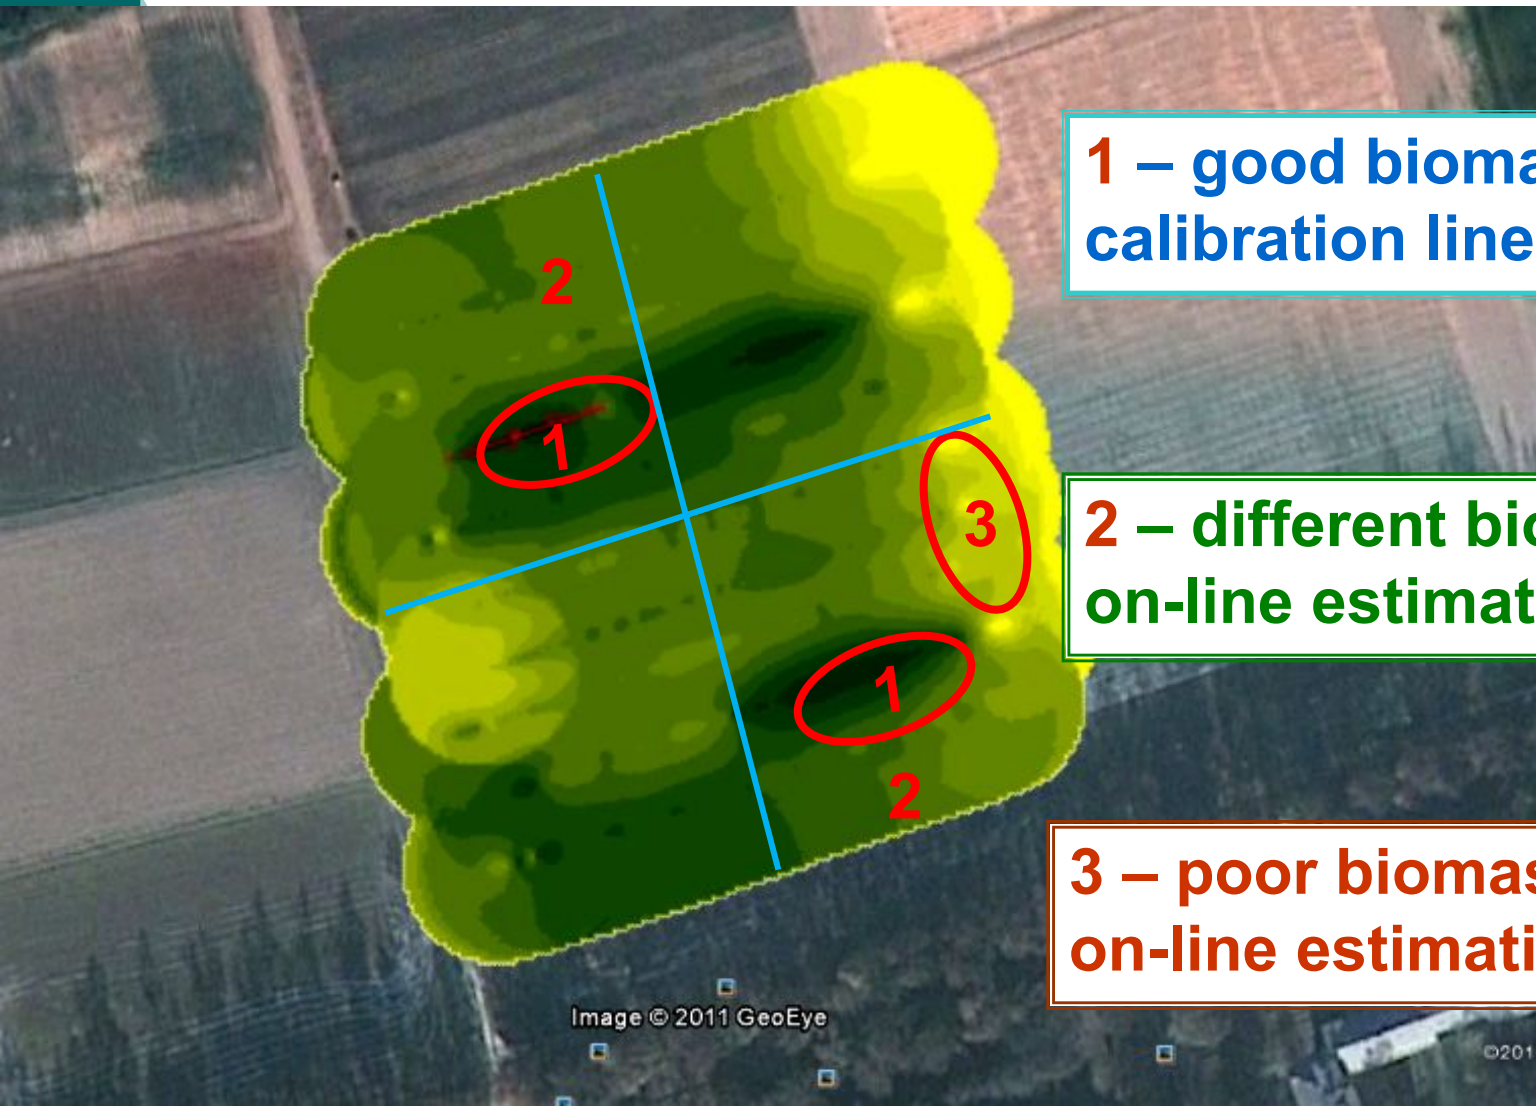 1 – good bioma
calibration line
2
1
3
2 – different bio
on-line estimat
1
2
3 – poor biomas
on-line estimati
Image © 2011 GeoEye
©201